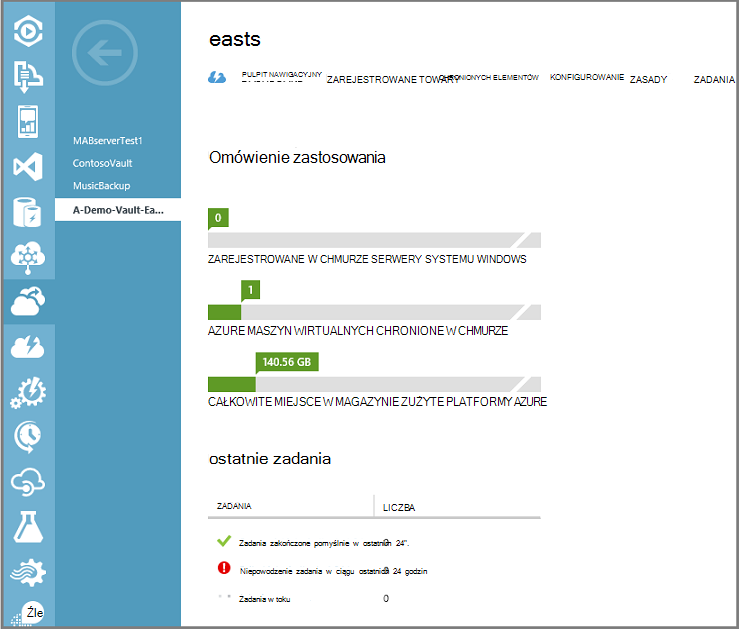 easts
PULPIT NAWIGACYJNY
ZAREJESTROWANE TOWARY
CHRONIONYCH ELEMENTÓW
KONFIGUROWANIE
ZASADY
ZADANIA
MABserverTest1
ContosoVault
MusicBackup
A-Demo-Vault-Ea...
Omówienie zastosowania
0
ZAREJESTROWANE W CHMURZE SERWERY SYSTEMU WINDOWS
1
AZURE MASZYN WIRTUALNYCH CHRONIONE W CHMURZE
140.56 GB
CAŁKOWITE MIEJSCE W MAGAZYNIE ZUŻYTE PLATFORMY AZURE
ostatnie zadania
ZADANIA LICZBA
Zadania zakończone pomyślnie w ostatnich 24".
Niepowodzenie zadania w ciągu ostatnich 24 godzin
Zadania w toku 0
Źle